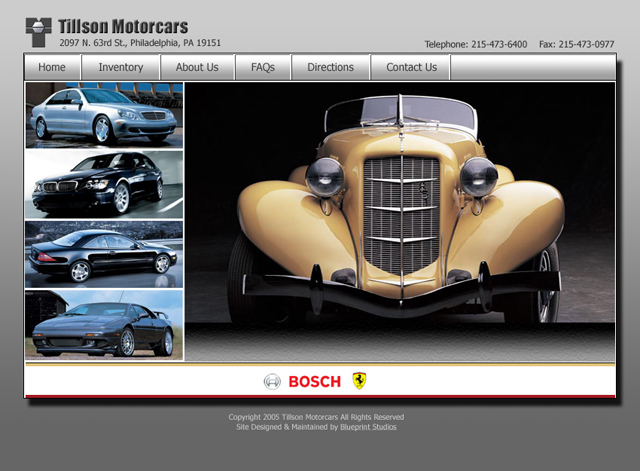 Tillson Motorcars
2097 N. 63rd St., Philadelphia, PA 19151
Telephone: 215-473-6400 Fax: 215-473-0977
Home Inventory About Us FAQs Directions Contact Us
BOSCH
Copyright 2005 Tillson Motorcars All Rights Reserved
Site Designed & Maintained by Blueprint Studios